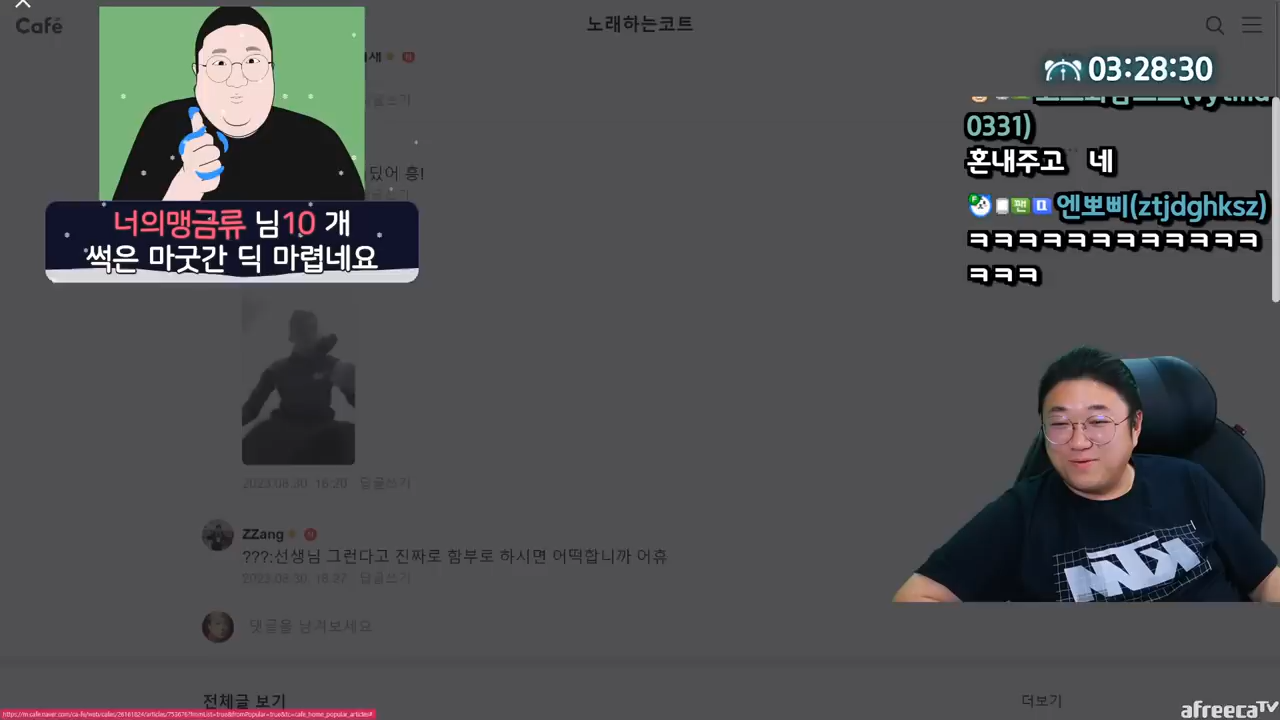 Café
노래하는코트
03:28:30
0331)
혼내주고 네
엔뽀삐(ztjdghksz)
ㅋㅋㅋㅋㅋㅋㅋㅋㅋㅋㅋ
ㅋㅋㅋ
너의맹금류 님10 개
썩은 마굿간 딕 마렵네요
됬어 흥!
2023.08.30. 16:20 답글쓰기
ZZang
???:선생님 그런다고 진짜로 함부로 하시면 어떡합니까 어휴
2023.08.30. 16:27 답글쓰기
댓글을 남겨보세요
전체글 보기
더보기
afreecaTV